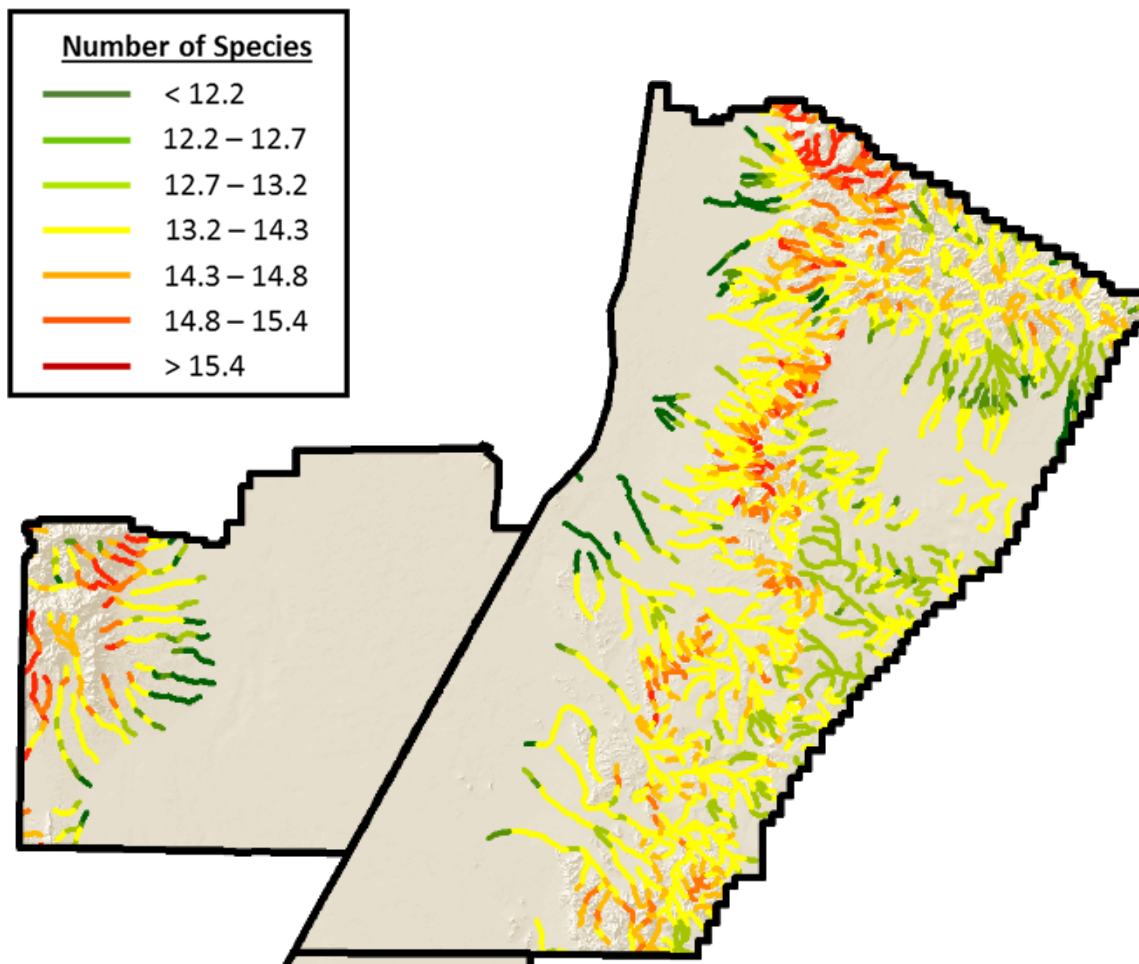 Number of Species
< 12.2
12.2 – 12.7
12.7 – 13.2
13.2 – 14.3
14.3 – 14.8
14.8 – 15.4
> 15.4